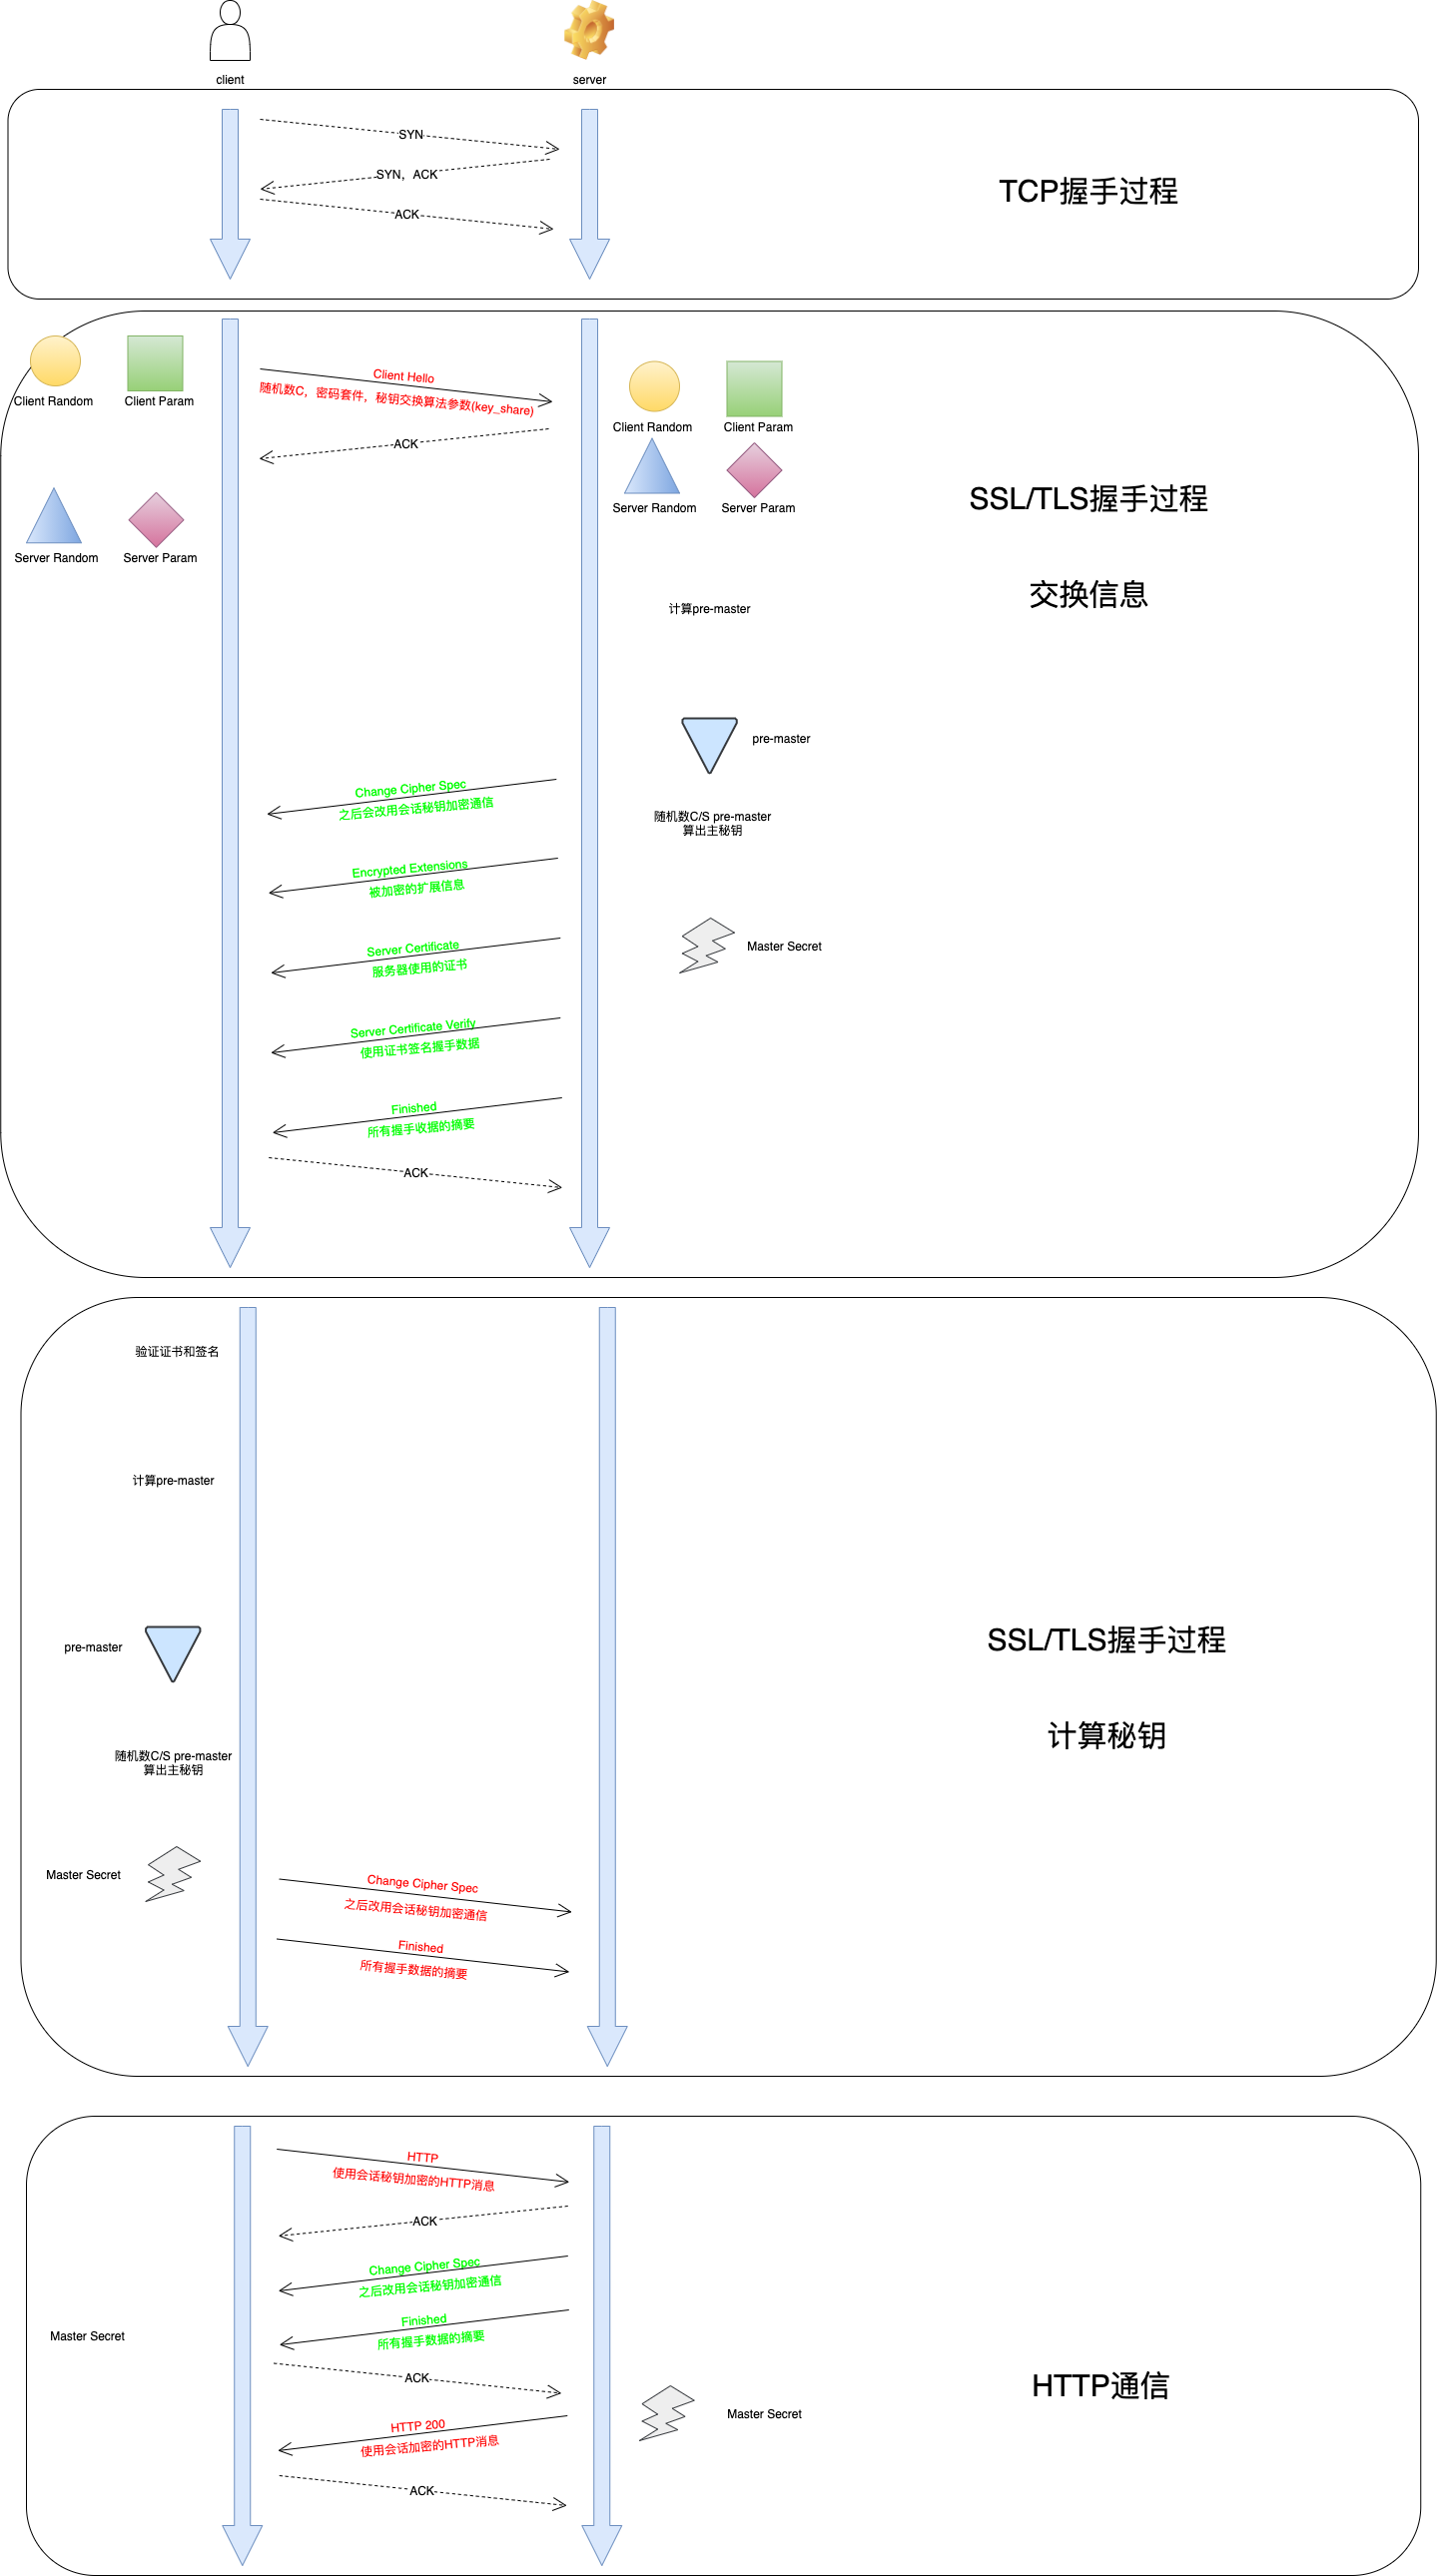 client
server
SYN
SYN，ACK
ACK
TCP握手过程
Client Random
Client Param
Client Hello
随机数C，密码套件，秘钥交换算法参数(key_share)
ACK
Client Random
Client Param
Server Random
Server Param
Server Random
Server Param
SSL/TLS握手过程
交换信息
计算pre-master
pre-master
Change Cipher Spec
之后会改用会话秘钥加密通信
随机数C/S pre-master
算出主秘钥
Encrypted Extensions
被加密的扩展信息
Server Certificate
服务器使用的证书
Master Secret
Server Certificate Verify
使用证书签名握手数据
Finished
所有握手收据的摘要
ACK
验证证书和签名
计算pre-master
pre-master
SSL/TLS握手过程
计算秘钥
随机数C/S pre-master
算出主秘钥
Master Secret
Change Cipher Spec
之后改用会话秘钥加密通信
Finished
所有握手数据的摘要
HTTP
使用会话秘钥加密的HTTP消息
ACK
Change Cipher Spec
之后改用会话秘钥加密通信
Finished
所有握手数据的摘要
Master Secret
ACK
HTTP通信
Master Secret
HTTP 200
使用会话加密的HTTP消息
ACK